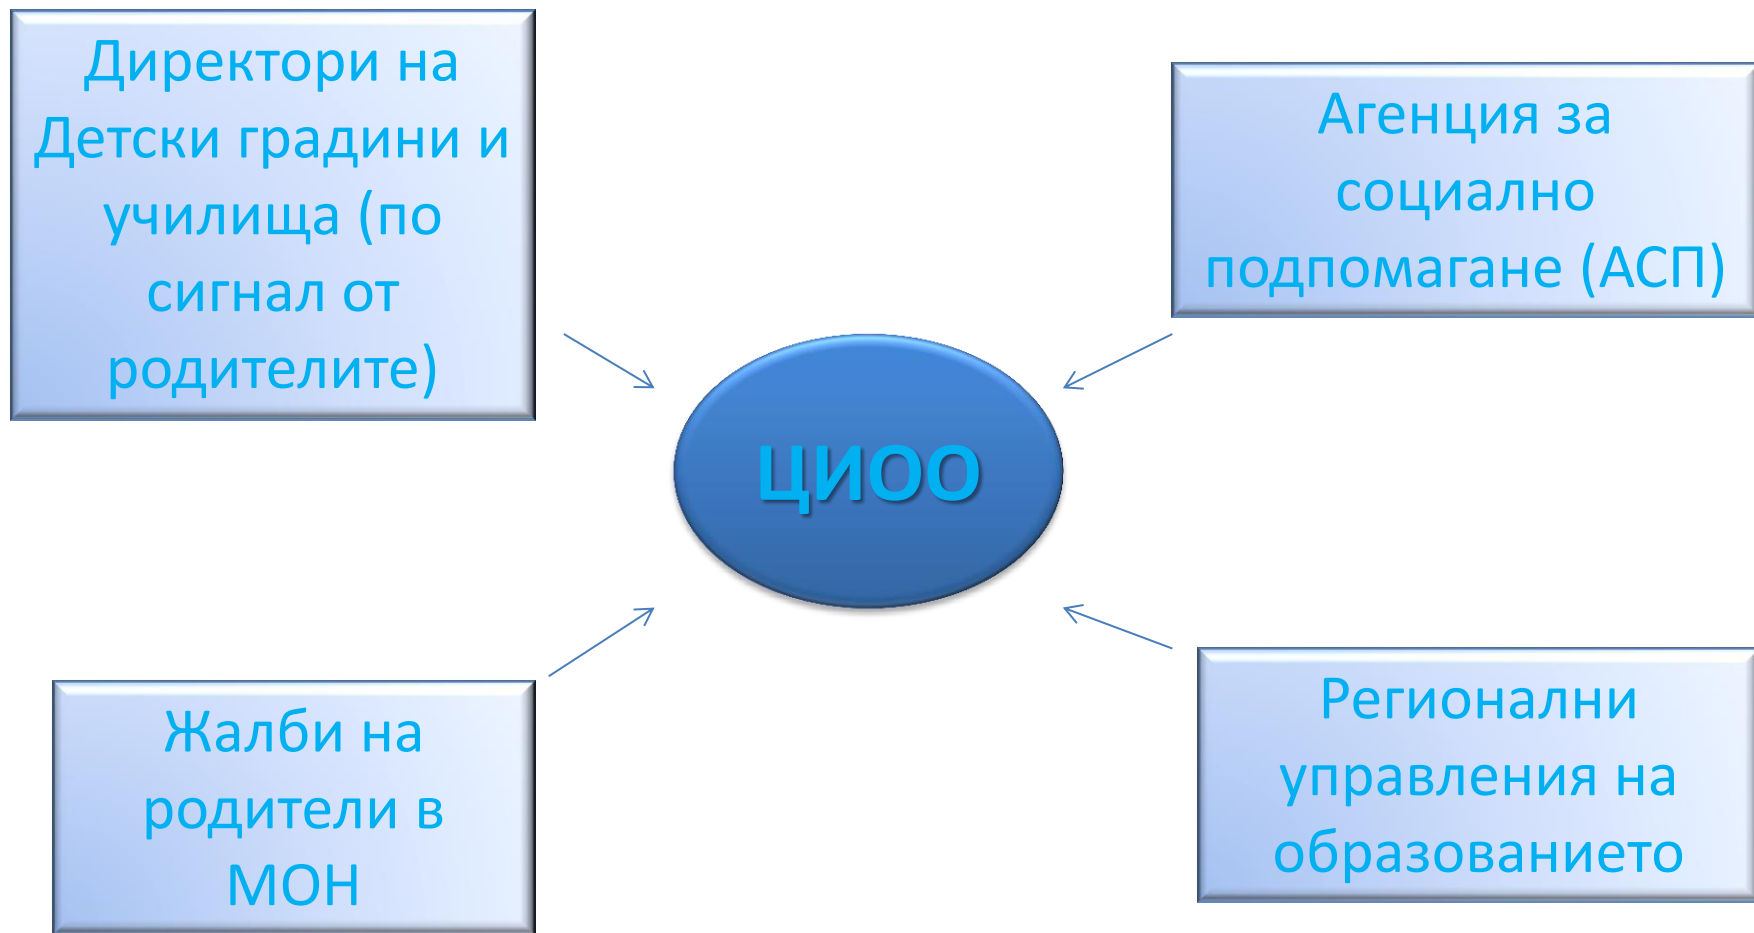 Директори на
Детски градини и
училища (по
сигнал от
родителите)
Агенция за
социално
подпомагане (АСП)
ЦИОО
Жалби на
родители в
МОН
Регионални
управления на
образованието